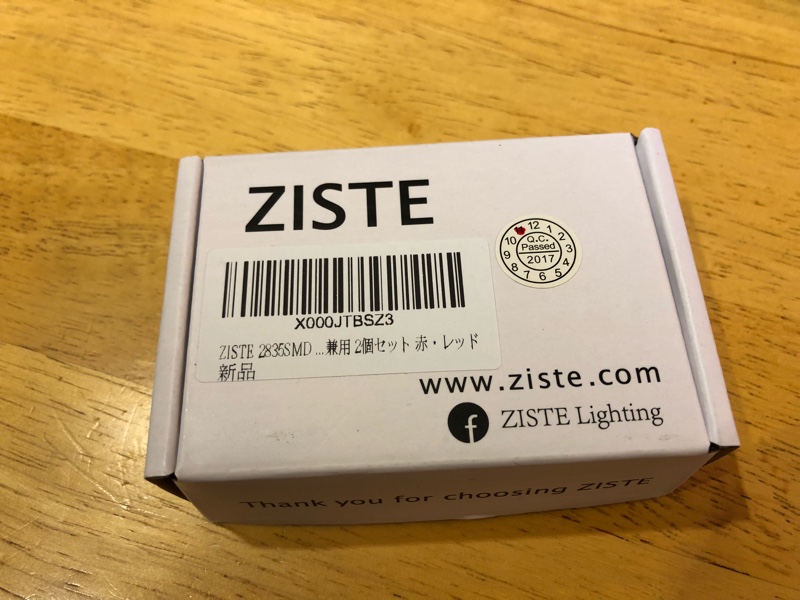 ZISTE
X000JTBSZ3
ZISTE 2835SMD ...兼用 2個セット 赤・レッド
新品
12 1 2 3 4 5 6 7 8 9 10
Q.C.
Passed
2017
www.ziste.com
f ZISTE Lighting
Thank you for choosing ZISTE